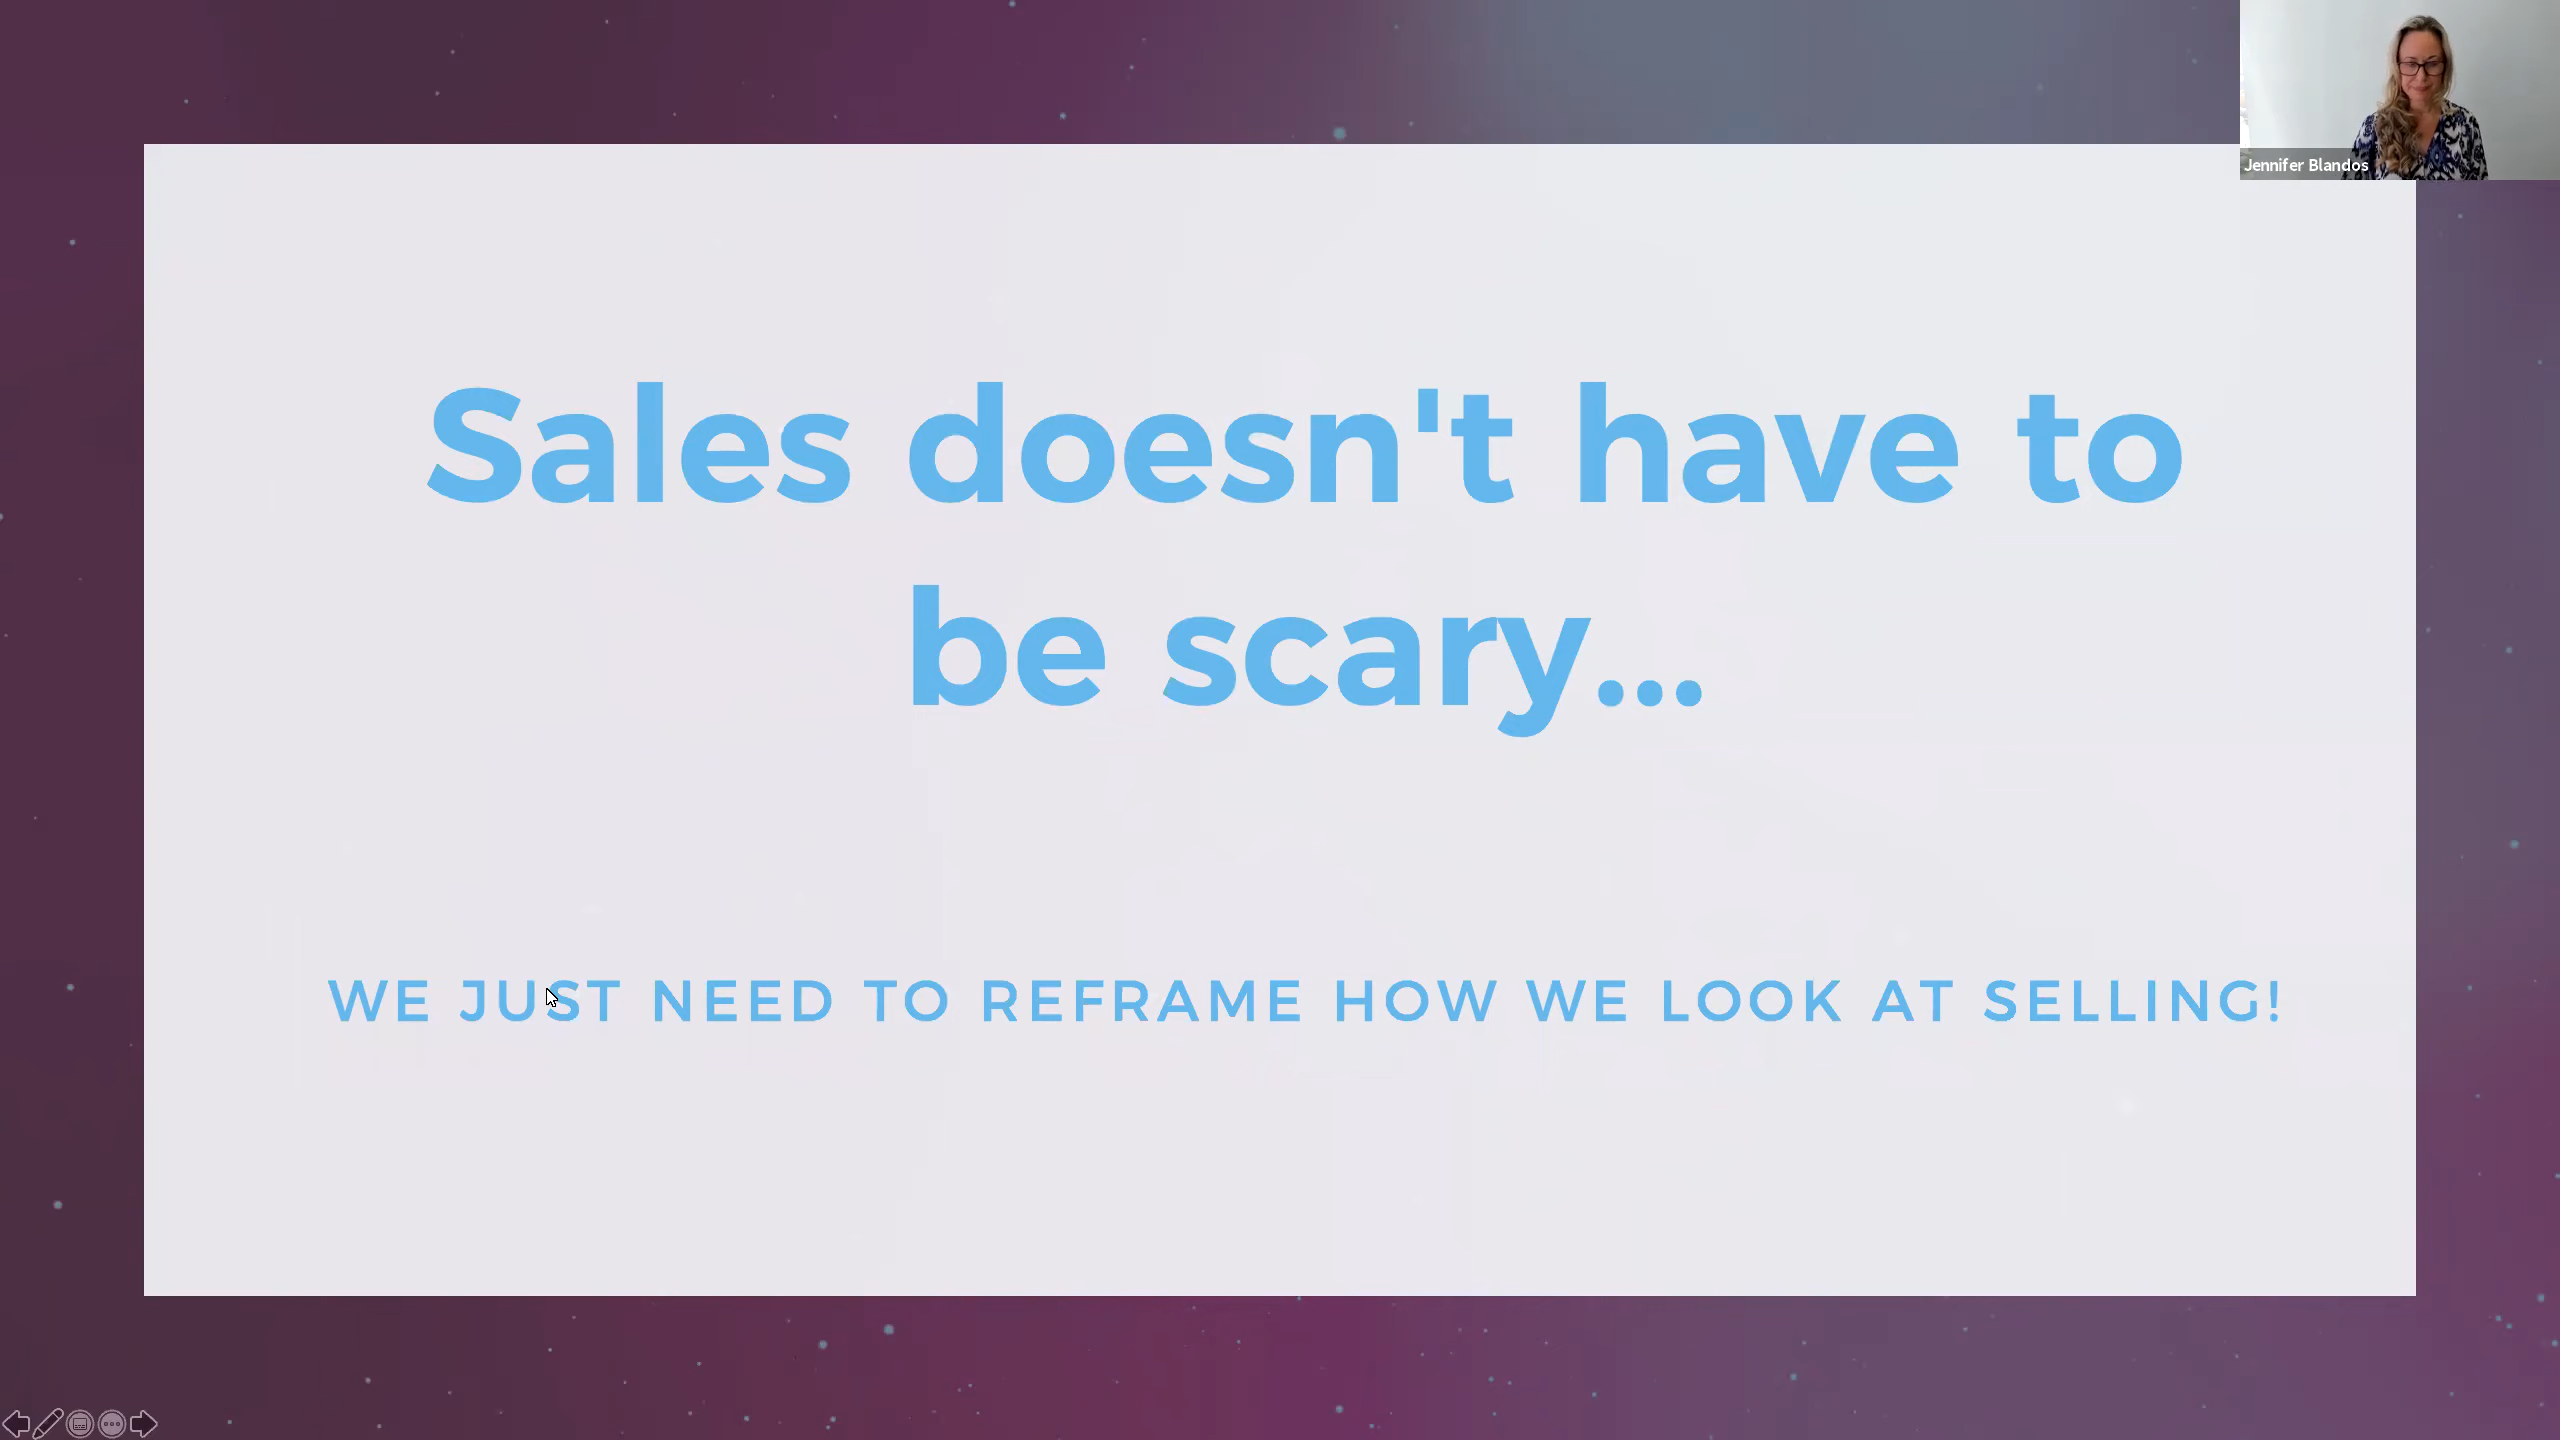 Jennifer Blandos
Sales doesn't have to
be scary...
WE JUST NEED TO REFRAME HOW WE LOOK AT SELLING!